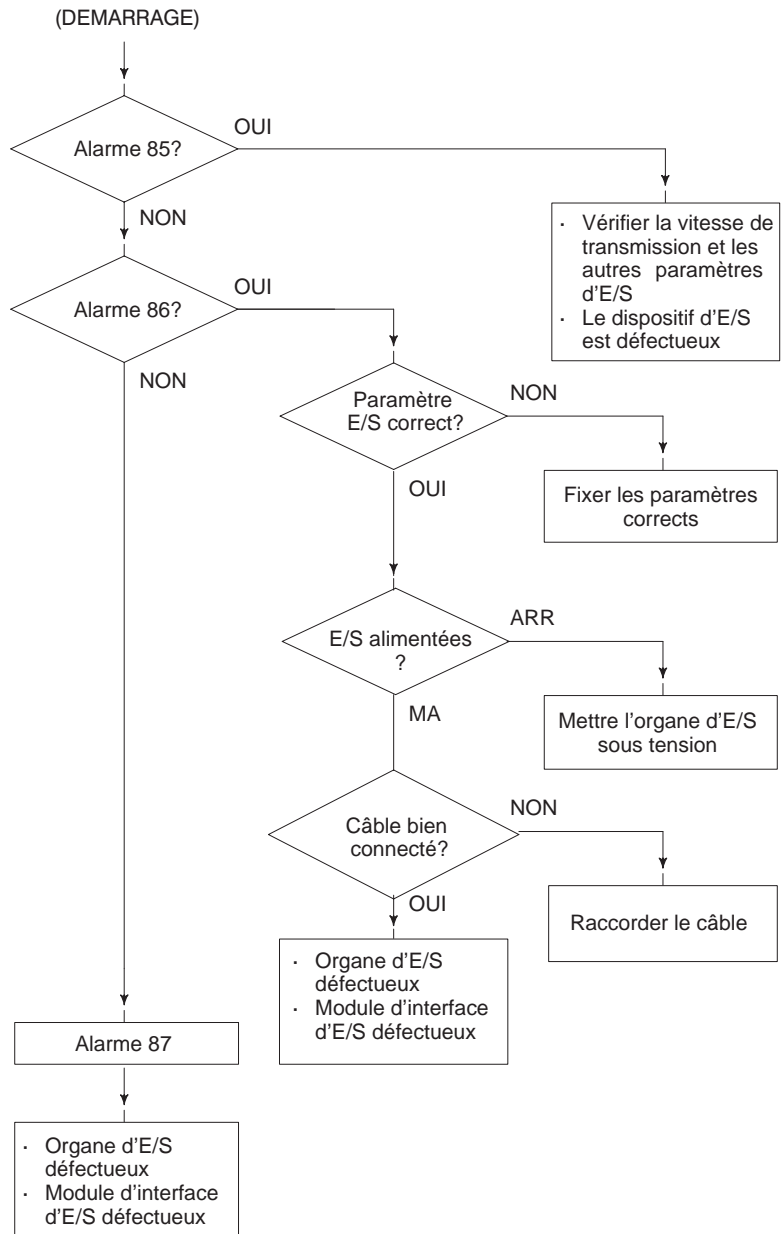 (DEMARRAGE)
Alarme 85?
OUI
NON
· Vérifier la vitesse de
transmission et les
autres paramètres
d'E/S
· Le dispositif d'E/S
est défectueux
Alarme 86?
OUI
NON
Paramètre
E/S correct?
NON
OUI
Fixer les paramètres
corrects
E/S alimentées
?
ARR
MA
Mettre l'organe d'E/S
sous tension
Câble bien
connecté?
NON
OUI
Raccorder le câble
· Organe d'E/S
défectueux
· Module d'interface
d'E/S défectueux
Alarme 87
· Organe d'E/S
défectueux
· Module d'interface
d'E/S défectueux